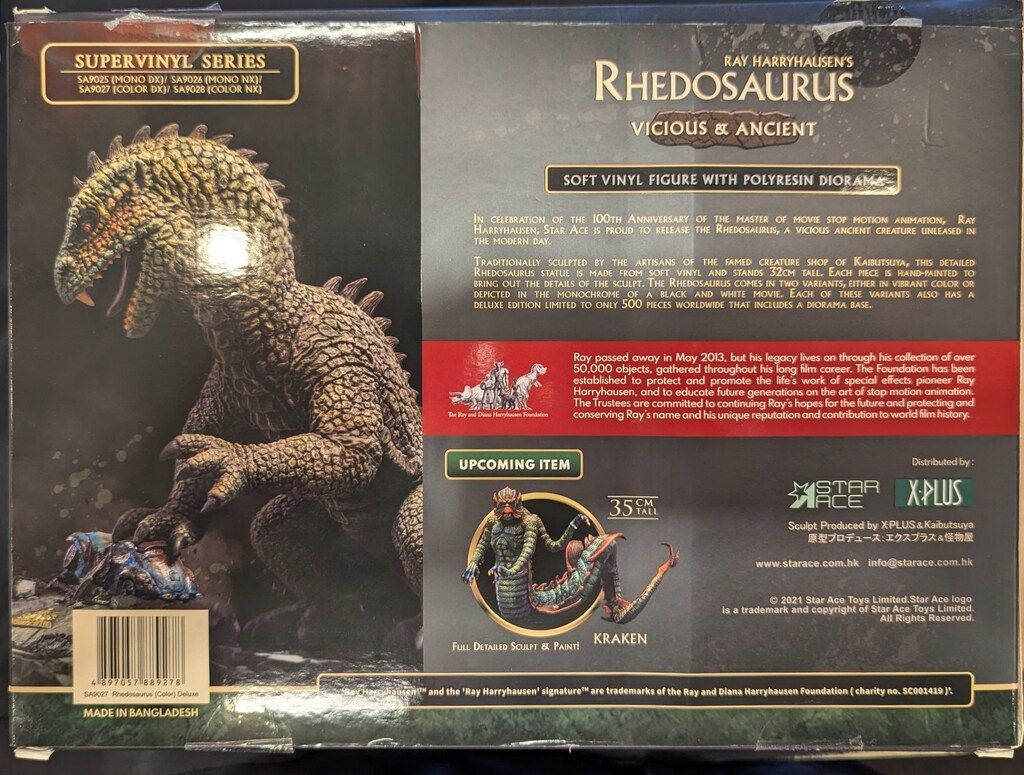 SUPERVINYL SERIES
SA9025 (MONO DX)/ SA9026 (MONO NX)/
SA9027 (COLOR DX)/ SA9028 (COLOR NX)
RAY HARRYHAUSEN'S
RHEDOSAURUS
VICIOUS & ANCIENT
SOFT VINYL FIGURE WITH POLYRESIN DIORAMA
IN CELEBRATION OF THE 100TH ANNIVERSARY OF THE MASTER OF MOVIE STOP MOTION ANIMATION, RAY
HARRYHAUSEN, STAR ACE IS PROUD TO RELEASE THE RHEDOSAURUS, A VICIOUS ANCIENT CREATURE UNLEASED IN
THE MODERN DAY.
TRADITIONALLY SCULPTED BY THE ARTISANS OF THE FAMED CREATURE SHOP OF KAIBUTSUYA, THIS DETAILED
RHEDOSAURUS STATUE IS MADE FROM SOFT VINYL AND STANDS 32CM TALL. EACH PIECE IS HAND-PAINTED TO
BRING OUT THE DETAILS OF THE SCULPT. THE RHEDOSAURUS COMES IN TWO VARIANTS, EITHER IN VIBRANT COLOR OR
DEPICTED IN THE MONOCHROME OF A BLACK AND WHITE MOVIE. EACH OF THESE VARIANTS ALSO HAS A
DELUXE EDITION LIMITED TO ONLY 500 PIECES WORLDWIDE THAT INCLUDES A DIORAMA BASE.
The Ray and Diana Harryhausen Foundation
Ray passed away in May 2013, but his legacy lives on through his collection of over
50,000 objects, gathered throughout his long film career. The Foundation has been
established to protect and promote the life's work of special effects pioneer Ray
Harryhausen, and to educate future generations on the art of stop motion animation.
The Trustees are committed to continuing Ray's hopes for the future and protecting and
conserving Ray's name and his unique reputation and contribution to world film history.
UPCOMING ITEM
35 CM
TALL
FULL DETAILED SCULPT & PAINT!
KRAKEN
Distributed by :
STAR
ACE
X-PLUS
Sculpt Produced by X-PLUS & Kaibutsuya
原型プロデュース:エクスプラス&怪物屋
www.starace.com.hk info@starace.com.hk
© 2021 Star Ace Toys Limited.Star Ace logo
is a trademark and copyright of Star Ace Toys Limited.
All Rights Reserved.
4 897057 889278
SA9027 Rhedosaurus (Color) Deluxe
MADE IN BANGLADESH
'Ray Harryhausen'™ and the 'Ray Harryhausen' signature™ are trademarks of the Ray and Diana Harryhausen Foundation ( charity no. SC001419 )'.